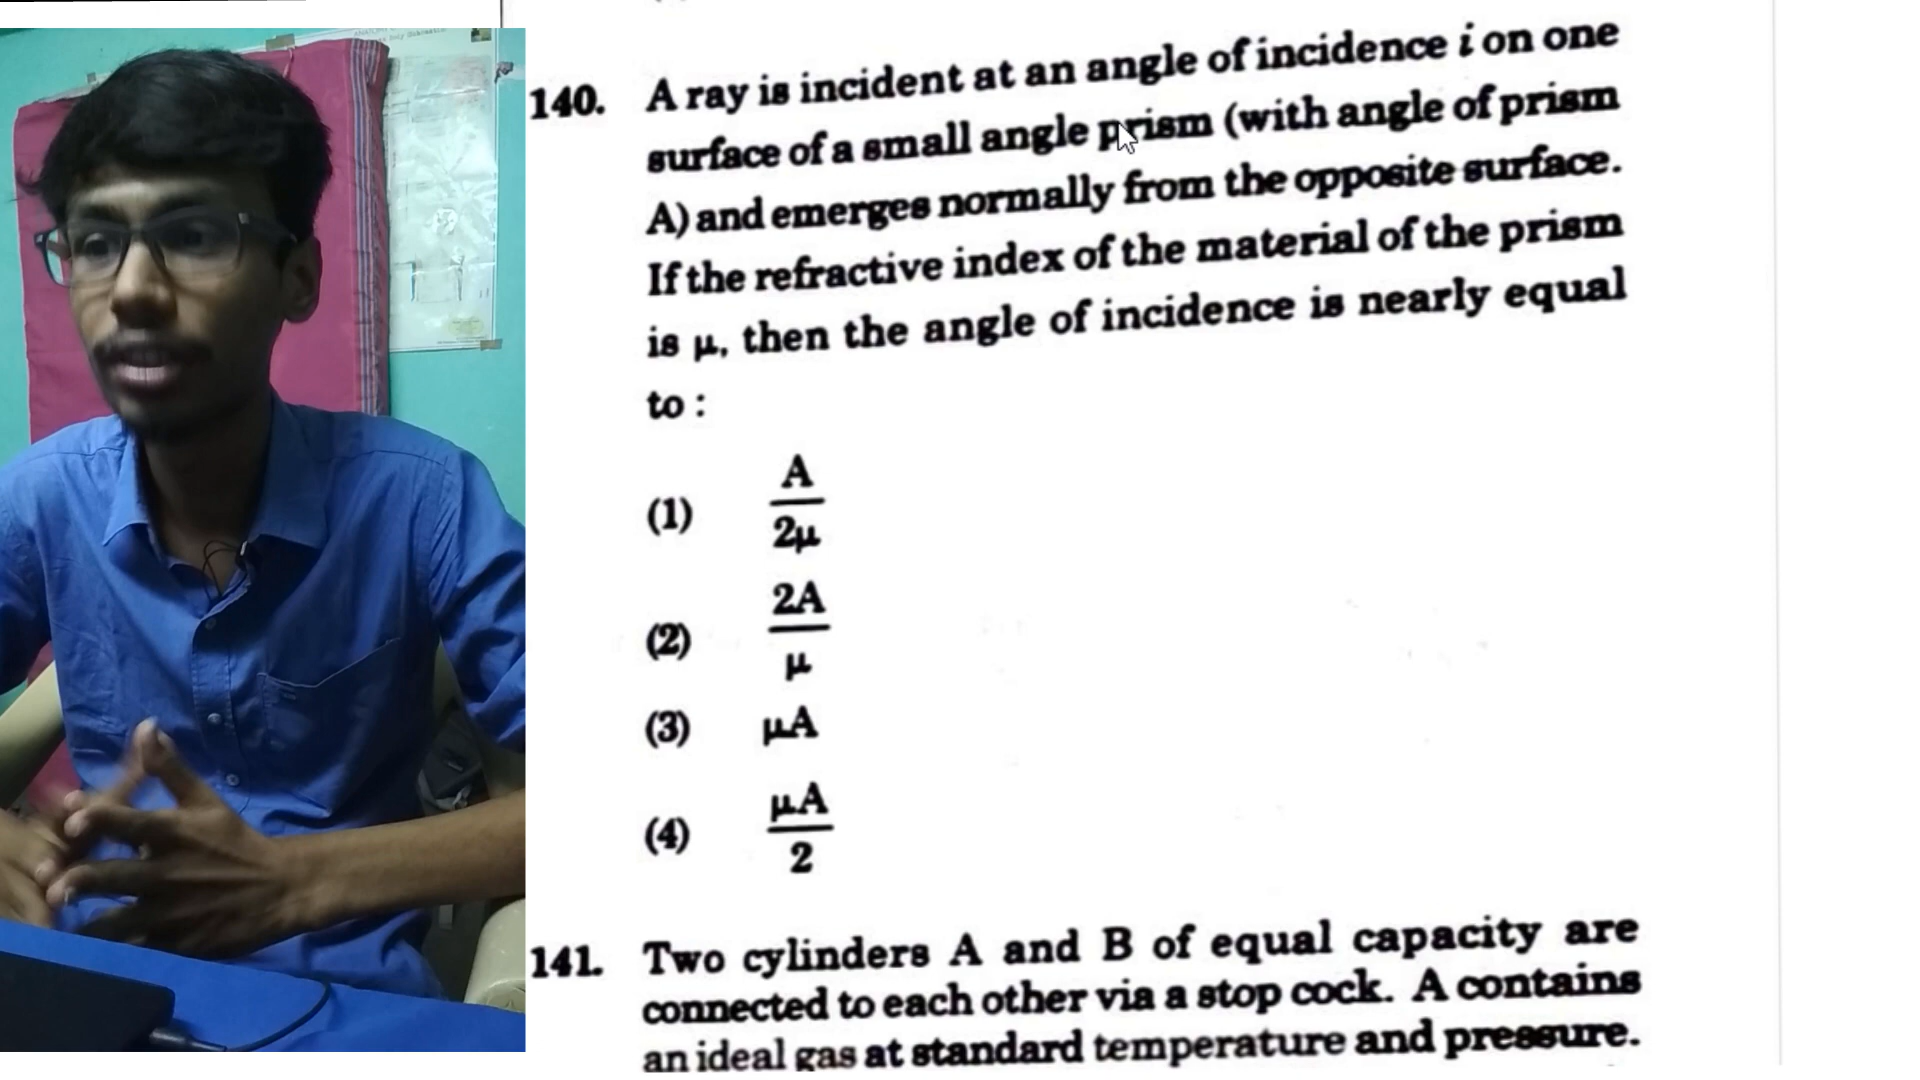 140. A ray is incident at an angle of incidence i on one
surface of a small angle prism (with angle of prism
A) and emerges normally from the opposite surface.
If the refractive index of the material of the prism
is μ, then the angle of incidence is nearly equal
to :
(1) A/2μ
(2) 2A/μ
(3) μA
(4) μA/2
141. Two cylinders A and B of equal capacity are
connected to each other via a stop cock. A contains
an ideal gas at standard temperature and pressure.